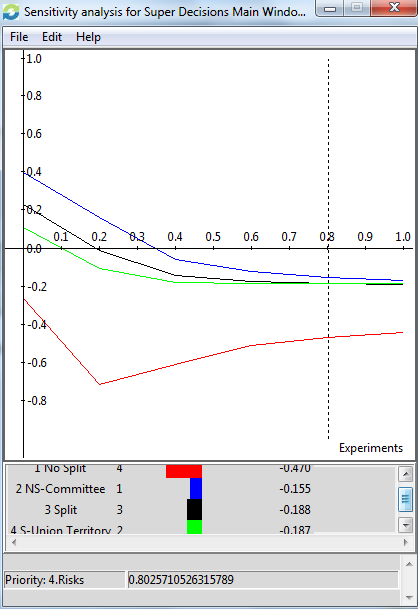 Sensitivity analysis for Super Decisions Main Windo...
File Edit Help
1.0
0.8
0.6
0.4
0.2
0.0
0.1 0.2 0.3 0.4 0.5 0.6 0.7 0.8 0.9 1.0
-0.2
-0.4
-0.6
-0.8
Experiments
1 No Split 4 -0.470
2 NS-Committee 1 -0.155
3 Split 3 -0.188
4 S-Union Territory 2 -0.187
Priority: 4.Risks 0.8025710526315789